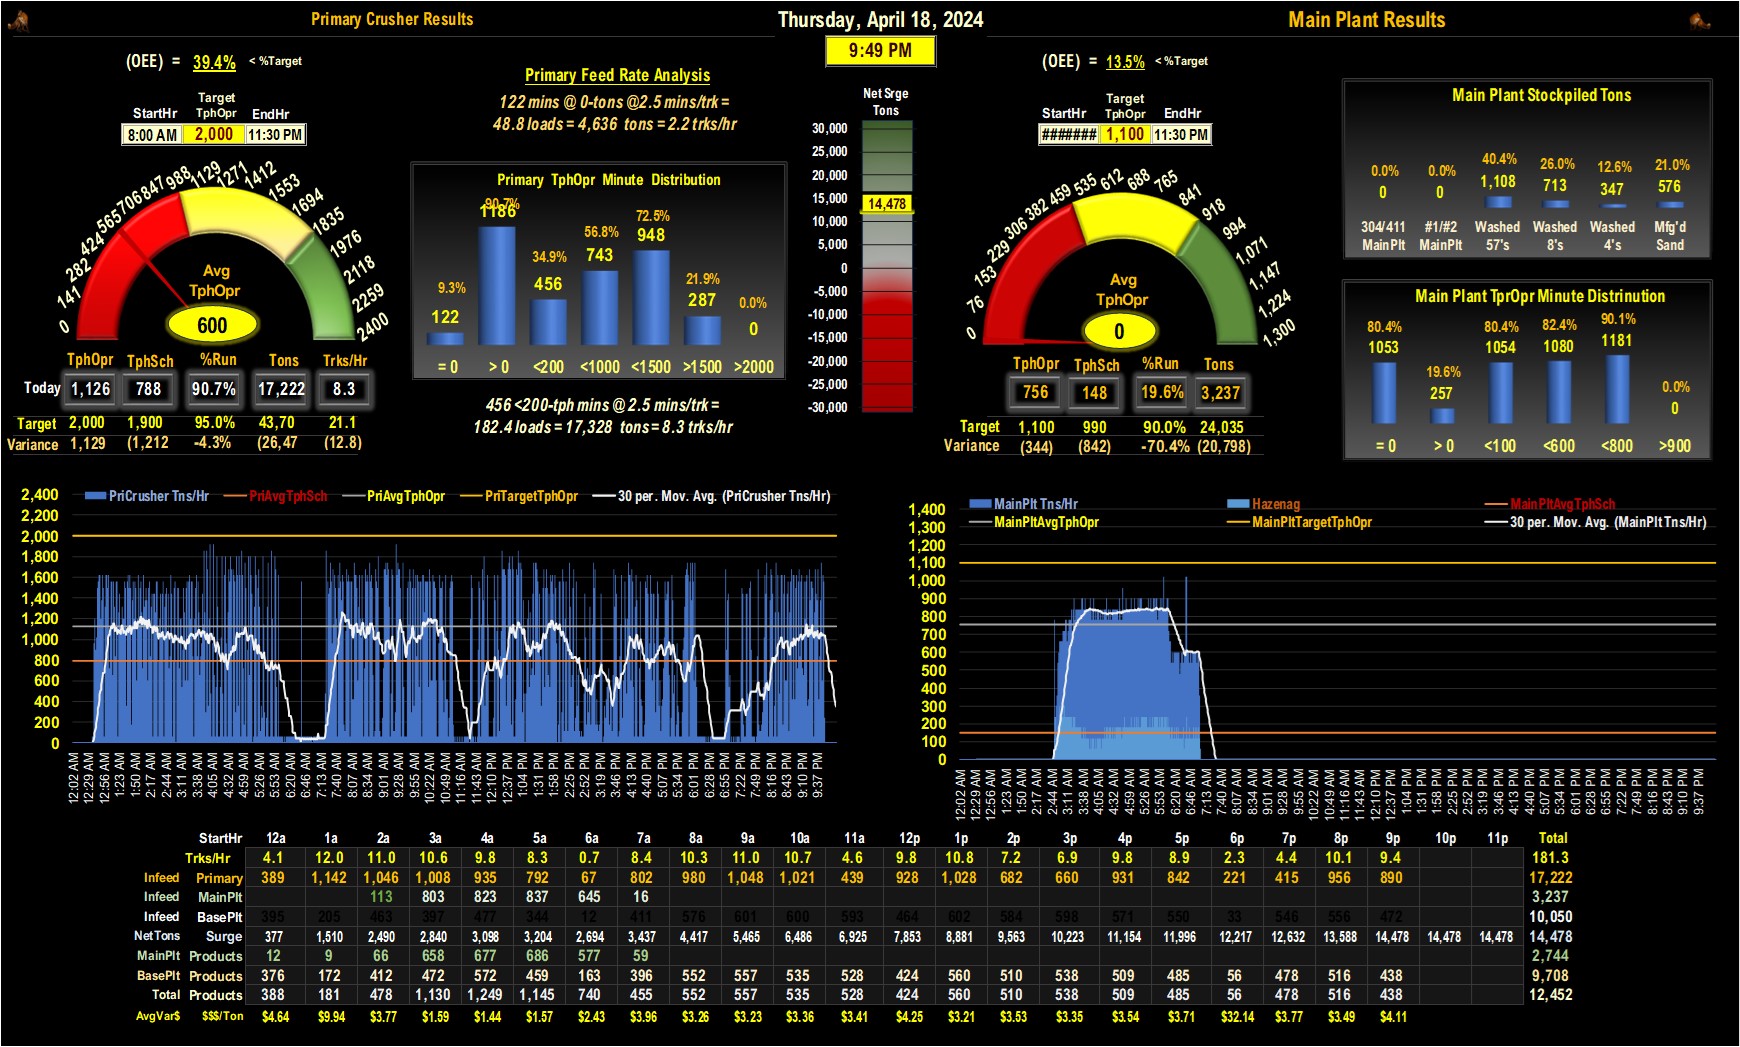 Primary Crusher Results
Thursday, April 18, 2024
Main Plant Results
9:49 PM
(OEE) = 39.4% < %Target
StartHr Target TphOpr EndHr
8:00 AM 2,000 11:30 PM
0 141 282 424 565 706 847 988 1129 1271 1412 1553 1694 1835 1976 2118 2259 2400
Avg
TphOpr
600
TphOpr TphSch %Run Tons Trks/Hr
Today 1,126 788 90.7% 17,222 8.3
Target 2,000 1,900 95.0% 43,70 21.1
Variance 1,129 (1,212 -4.3% (26,47 (12.8)
Primary Feed Rate Analysis
122 mins @ 0-tons @2.5 mins/trk =
48.8 loads = 4,636 tons = 2.2 trks/hr
Primary TphOpr Minute Distribution
9.3% 90.7% 34.9% 56.8% 72.5% 21.9% 0.0%
122 1186 456 743 948 287 0
= 0 > 0 <200 <1000 <1500 >1500 >2000
456 <200-tph mins @ 2.5 mins/trk =
182.4 loads = 17,328 tons = 8.3 trks/hr
Net Srge
Tons
30,000
25,000
20,000
15,000
14,478
10,000
5,000
0
-5,000
-10,000
-15,000
-20,000
-25,000
-30,000
(OEE) = 13.5% < %Target
StartHr Target TphOpr EndHr
####### 1,100 11:30 PM
0 76 153 229 306 382 459 535 612 688 765 841 918 994 1,071 1,147 1,224 1,300
Avg
TphOpr
0
TphOpr TphSch %Run Tons
756 148 19.6% 3,237
Target 1,100 990 90.0% 24,035
Variance (344) (842) -70.4% (20,798)
Main Plant Stockpiled Tons
0.0% 0.0% 40.4% 26.0% 12.6% 21.0%
0 0 1,108 713 347 576
304/411 #1/#2 Washed Washed Washed Mfg'd
MainPlt MainPlt 57's 8's 4's Sand
Main Plant TprOpr Minute Distrinution
80.4% 19.6% 80.4% 82.4% 90.1% 0.0%
1053 257 1054 1080 1181 0
= 0 > 0 <100 <600 <800 >900
PriCrusher Tns/Hr PriAvgTphSch PriAvgTphOpr PriTargetTphOpr 30 per. Mov. Avg. (PriCrusher Tns/Hr)
2,400
2,200
2,000
1,800
1,600
1,400
1,200
1,000
800
600
400
200
0
12:02 AM 12:29 AM 12:56 AM 1:23 AM 1:50 AM 2:17 AM 2:44 AM 3:11 AM 3:38 AM 4:05 AM 4:32 AM 4:59 AM 5:26 AM 5:53 AM 6:20 AM 6:46 AM 7:13 AM 7:40 AM 8:07 AM 8:34 AM 9:01 AM 9:28 AM 9:55 AM 10:22 AM 10:49 AM 11:16 AM 11:43 AM 12:10 PM 12:37 PM 1:04 PM 1:31 PM 1:58 PM 2:25 PM 2:52 PM 3:19 PM 3:46 PM 4:13 PM 4:40 PM 5:07 PM 5:34 PM 6:01 PM 6:28 PM 6:55 PM 7:22 PM 7:49 PM 8:16 PM 8:43 PM 9:10 PM 9:37 PM
MainPlt Tns/Hr Hazenag MainPltAvgTphSch
MainPltAvgTphOpr MainPltTargetTphOpr 30 per. Mov. Avg. (MainPlt Tns/Hr)
1,400
1,300
1,200
1,100
1,000
900
800
700
600
500
400
300
200
100
0
12:02 AM 12:29 AM 12:56 AM 1:23 AM 1:50 AM 2:17 AM 2:44 AM 3:11 AM 3:38 AM 4:05 AM 4:32 AM 4:59 AM 5:26 AM 5:53 AM 6:20 AM 6:46 AM 7:13 AM 7:40 AM 8:07 AM 8:34 AM 9:01 AM 9:28 AM 9:55 AM 10:22 AM 10:49 AM 11:16 AM 11:43 AM 12:10 PM 12:37 PM 1:04 PM 1:31 PM 1:58 PM 2:25 PM 2:52 PM 3:19 PM 3:46 PM 4:13 PM 4:40 PM 5:07 PM 5:34 PM 6:01 PM 6:28 PM 6:55 PM 7:22 PM 7:49 PM 8:16 PM 8:43 PM 9:10 PM 9:37 PM
StartHr 12a 1a 2a 3a 4a 5a 6a 7a 8a 9a 10a 11a 12p 1p 2p 3p 4p 5p 6p 7p 8p 9p 10p 11p Total
Trks/Hr 4.1 12.0 11.0 10.6 9.8 8.3 0.7 8.4 10.3 11.0 10.7 4.6 9.8 10.8 7.2 6.9 9.8 8.9 2.3 4.4 10.1 9.4 181.3
Infeed Primary 389 1,142 1,046 1,008 935 792 67 802 980 1,048 1,021 439 928 1,028 682 660 931 842 221 415 956 890 17,222
Infeed MainPlt 113 803 823 837 645 16 3,237
Infeed BasePlt 395 205 463 397 477 344 12 411 576 601 600 593 464 602 584 598 571 550 33 546 556 472 10,050
NetTons Surge 377 1,510 2,490 2,840 3,098 3,204 2,694 3,437 4,417 5,465 6,486 6,925 7,853 8,881 9,563 10,223 11,154 11,996 12,217 12,632 13,588 14,478 14,478 14,478 14,478
MainPlt Products 12 9 66 658 677 686 577 59 2,744
BasePlt Products 376 172 412 472 572 459 163 396 552 557 535 528 424 560 510 538 509 485 56 478 516 438 9,708
Total Products 388 181 478 1,130 1,249 1,145 740 455 552 557 535 528 424 560 510 538 509 485 56 478 516 438 12,452
AvgVar$ $$$/Ton $4.64 $9.94 $3.77 $1.59 $1.44 $1.57 $2.43 $3.96 $3.26 $3.23 $3.36 $3.41 $4.25 $3.21 $3.53 $3.35 $3.54 $3.71 $32.14 $3.77 $3.49 $4.11